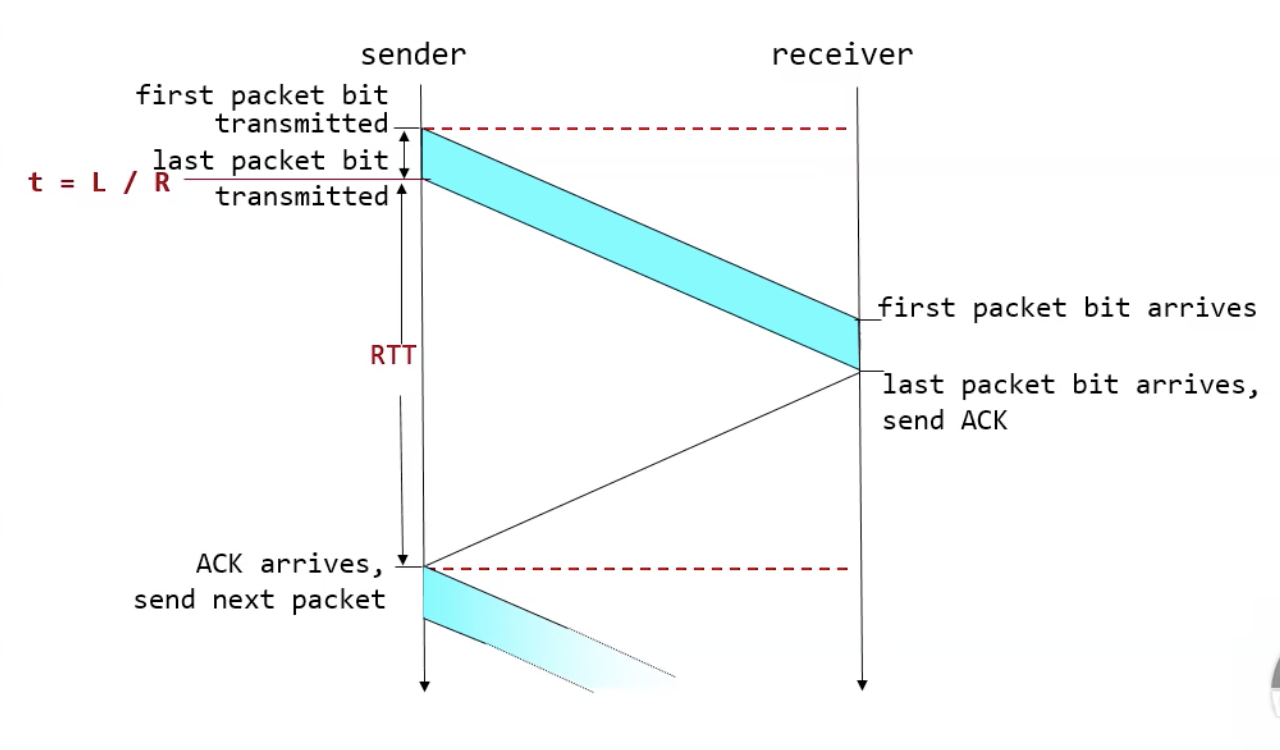 sender
receiver
first packet bit
transmitted
last packet bit
t = L / R
transmitted
first packet bit arrives
RTT
last packet bit arrives,
send ACK
ACK arrives,
send next packet